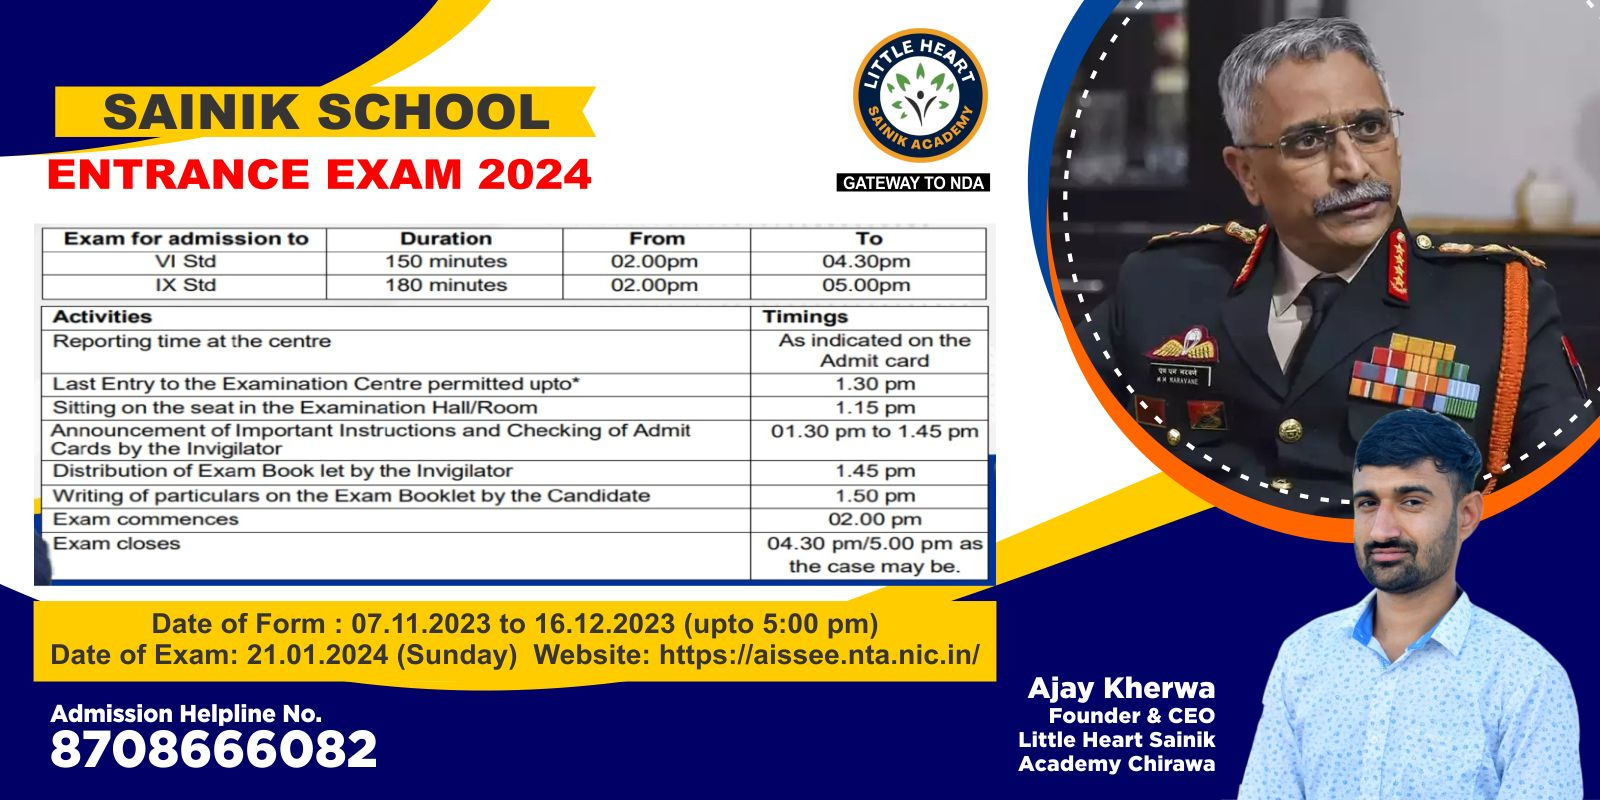 SAINIK SCHOOL
ENTRANCE EXAM 2024
LITTLE HEART
SAINIK ACADEMY
GATEWAY TO NDA
Exam for admission to Duration From To
VI Std 150 minutes 02.00pm 04.30pm
IX Std 180 minutes 02.00pm 05.00pm
Activities Timings
Reporting time at the centre As indicated on the
Admit card
Last Entry to the Examination Centre permitted upto* 1.30 pm
Sitting on the seat in the Examination Hall/Room 1.15 pm
Announcement of Important Instructions and Checking of Admit 01.30 pm to 1.45 pm
Cards by the Invigilator
Distribution of Exam Book let by the Invigilator 1.45 pm
Writing of particulars on the Exam Booklet by the Candidate 1.50 pm
Exam commences 02.00 pm
Exam closes 04.30 pm/5.00 pm as
the case may be.
Date of Form : 07.11.2023 to 16.12.2023 (upto 5:00 pm)
Date of Exam: 21.01.2024 (Sunday) Website: https://aissee.nta.nic.in/
Admission Helpline No.
8708666082
एम एम नरवणे
M M NARAVANE
Ajay Kherwa
Founder & CEO
Little Heart Sainik
Academy Chirawa